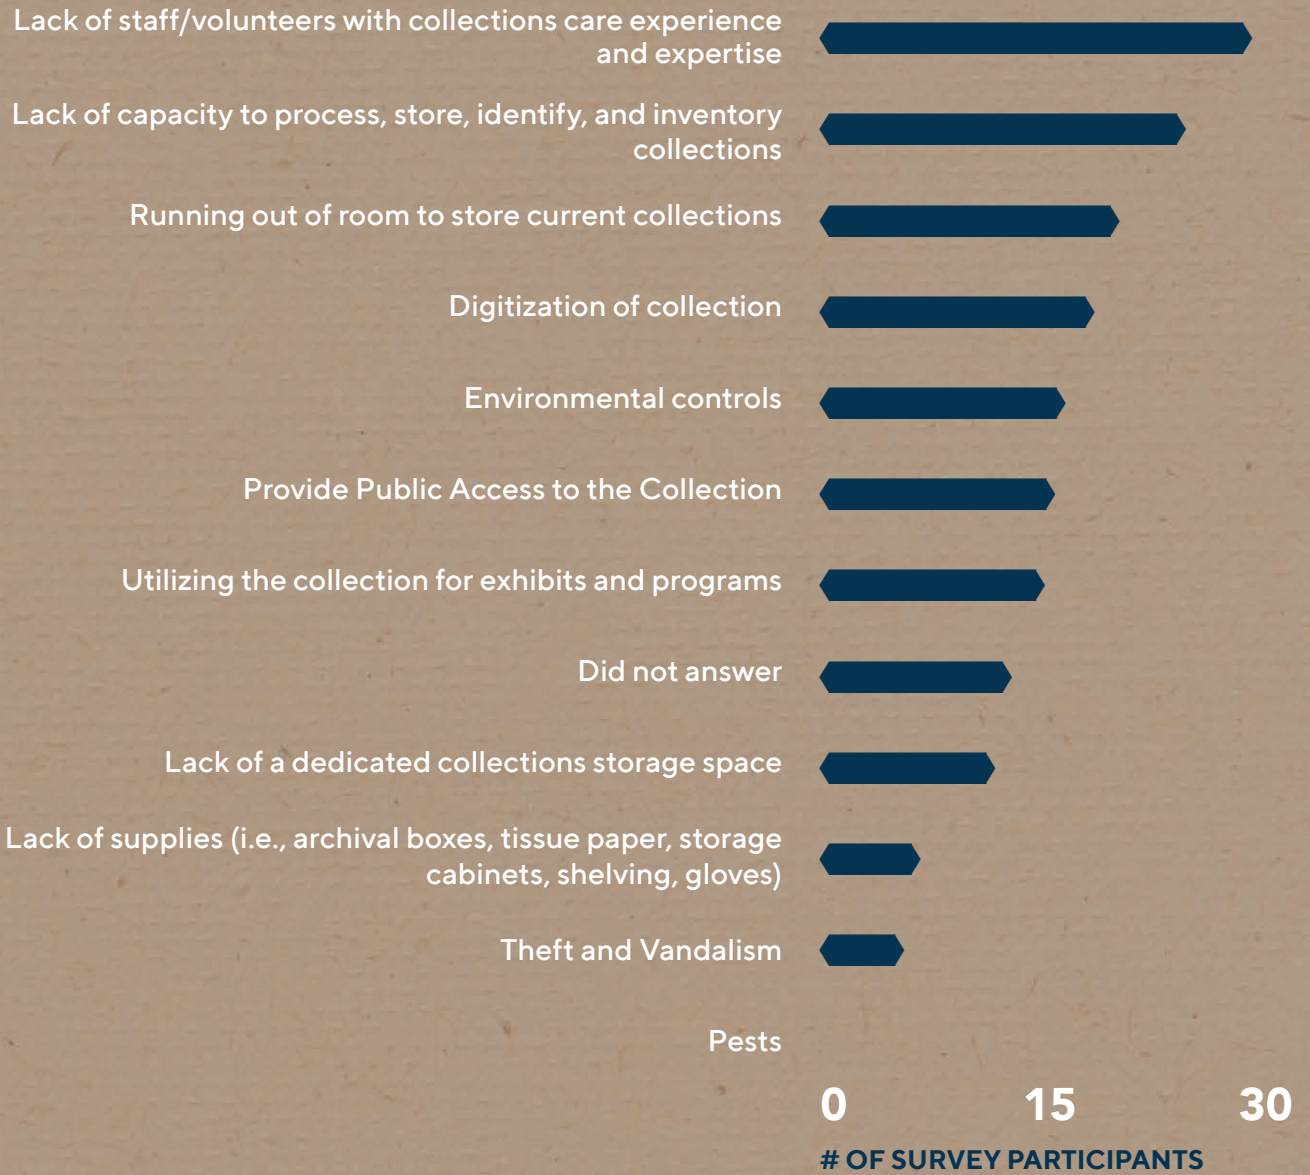 Lack of staff/volunteers with collections care experience
and expertise
Lack of capacity to process, store, identify, and inventory
collections
Running out of room to store current collections
Digitization of collection
Environmental controls
Provide Public Access to the Collection
Utilizing the collection for exhibits and programs
Did not answer
Lack of a dedicated collections storage space
Lack of supplies (i.e., archival boxes, tissue paper, storage
cabinets, shelving, gloves)
Theft and Vandalism
Pests
0 15 30
# OF SURVEY PARTICIPANTS